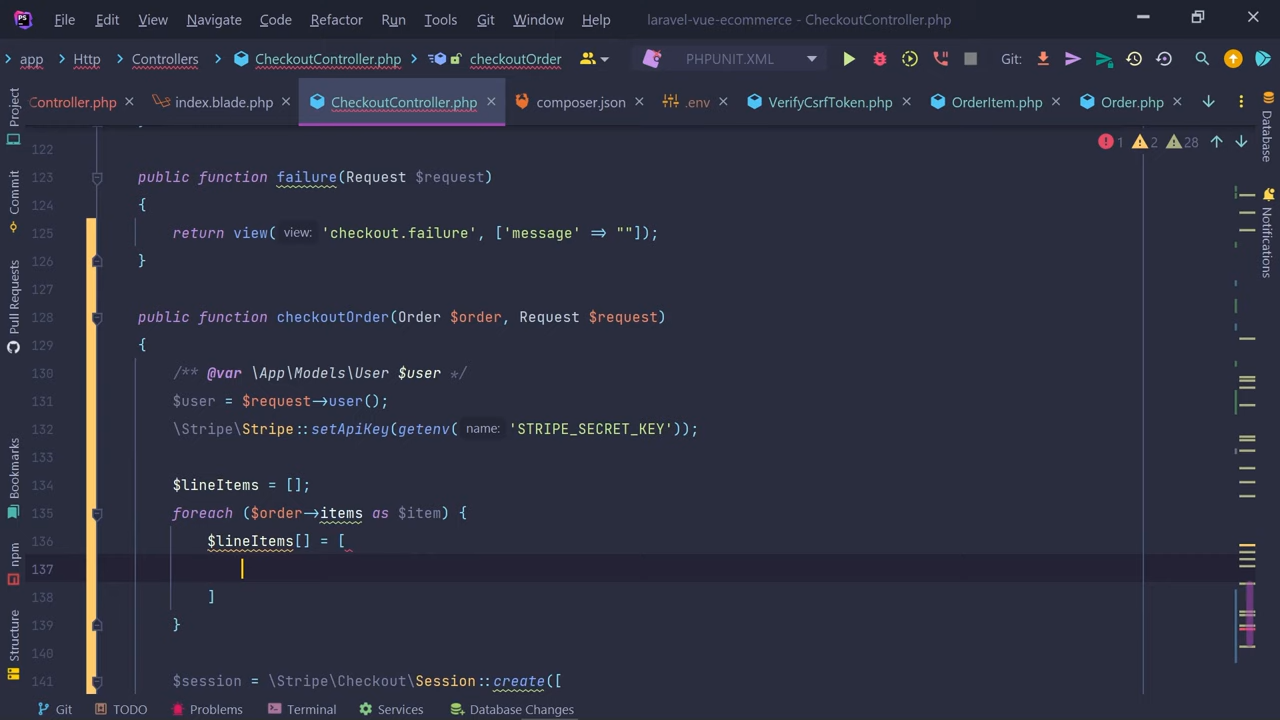 PS File Edit View Navigate Code Refactor Run Tools Git Window Help laravel-vue-ecommerce - CheckoutController.php
app Http Controllers CheckoutController.php checkoutOrder PHPUNIT.XML Git:
Controller.php index.blade.php CheckoutController.php composer.json .env VerifyCsrfToken.php OrderItem.php Order.php
Project
Commit
Pull Requests
Bookmarks
npm
Structure
Database
Notifications
1 2 28
122
123 public function failure(Request $request)
124 {
125 return view( view: 'checkout.failure', ['message' => ""]);
126 }
127
128 public function checkoutOrder(Order $order, Request $request)
129 {
130 /** @var \App\Models\User $user */
131 $user = $request->user();
132 \Stripe\Stripe::setApiKey(getenv( name: 'STRIPE_SECRET_KEY'));
133
134 $lineItems = [];
135 foreach ($order->items as $item) {
136 $lineItems[] = [
137
138 ]
139 }
140
141 $session = \Stripe\Checkout\Session::create([
Git TODO Problems Terminal Services Database Changes